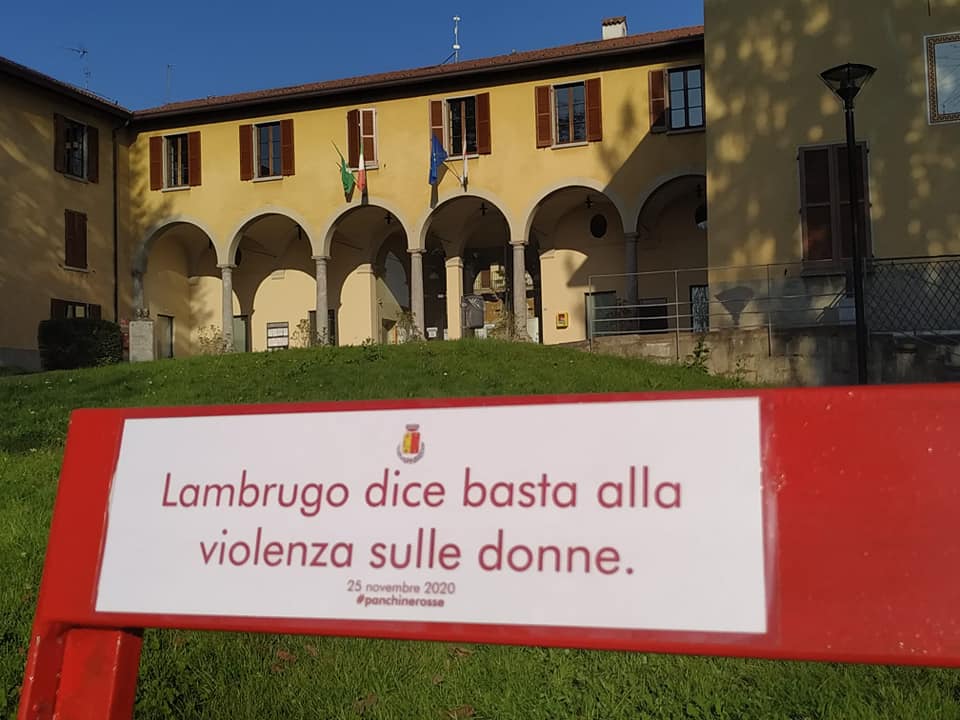 Lambrugo dice basta alla
violenza sulle donne.
25 novembre 2020
#panchinerosse